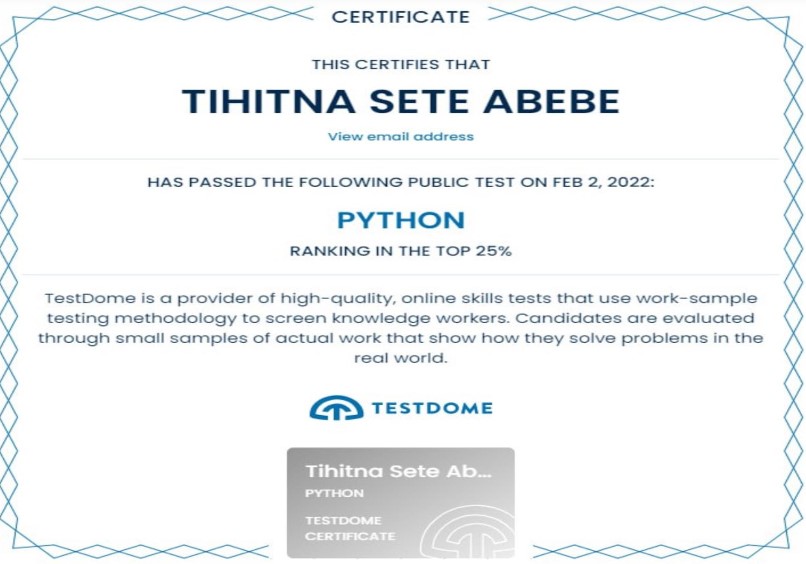 CERTIFICATE
THIS CERTIFIES THAT
TIHITNA SETE ABEBE
View email address
HAS PASSED THE FOLLOWING PUBLIC TEST ON FEB 2, 2022:
PYTHON
RANKING IN THE TOP 25%
TestDome is a provider of high-quality, online skills tests that use work-sample
testing methodology to screen knowledge workers. Candidates are evaluated
through small samples of actual work that show how they solve problems in the
real world.
TESTDOME
Tihitna Sete Ab...
PYTHON
TESTDOME
CERTIFICATE